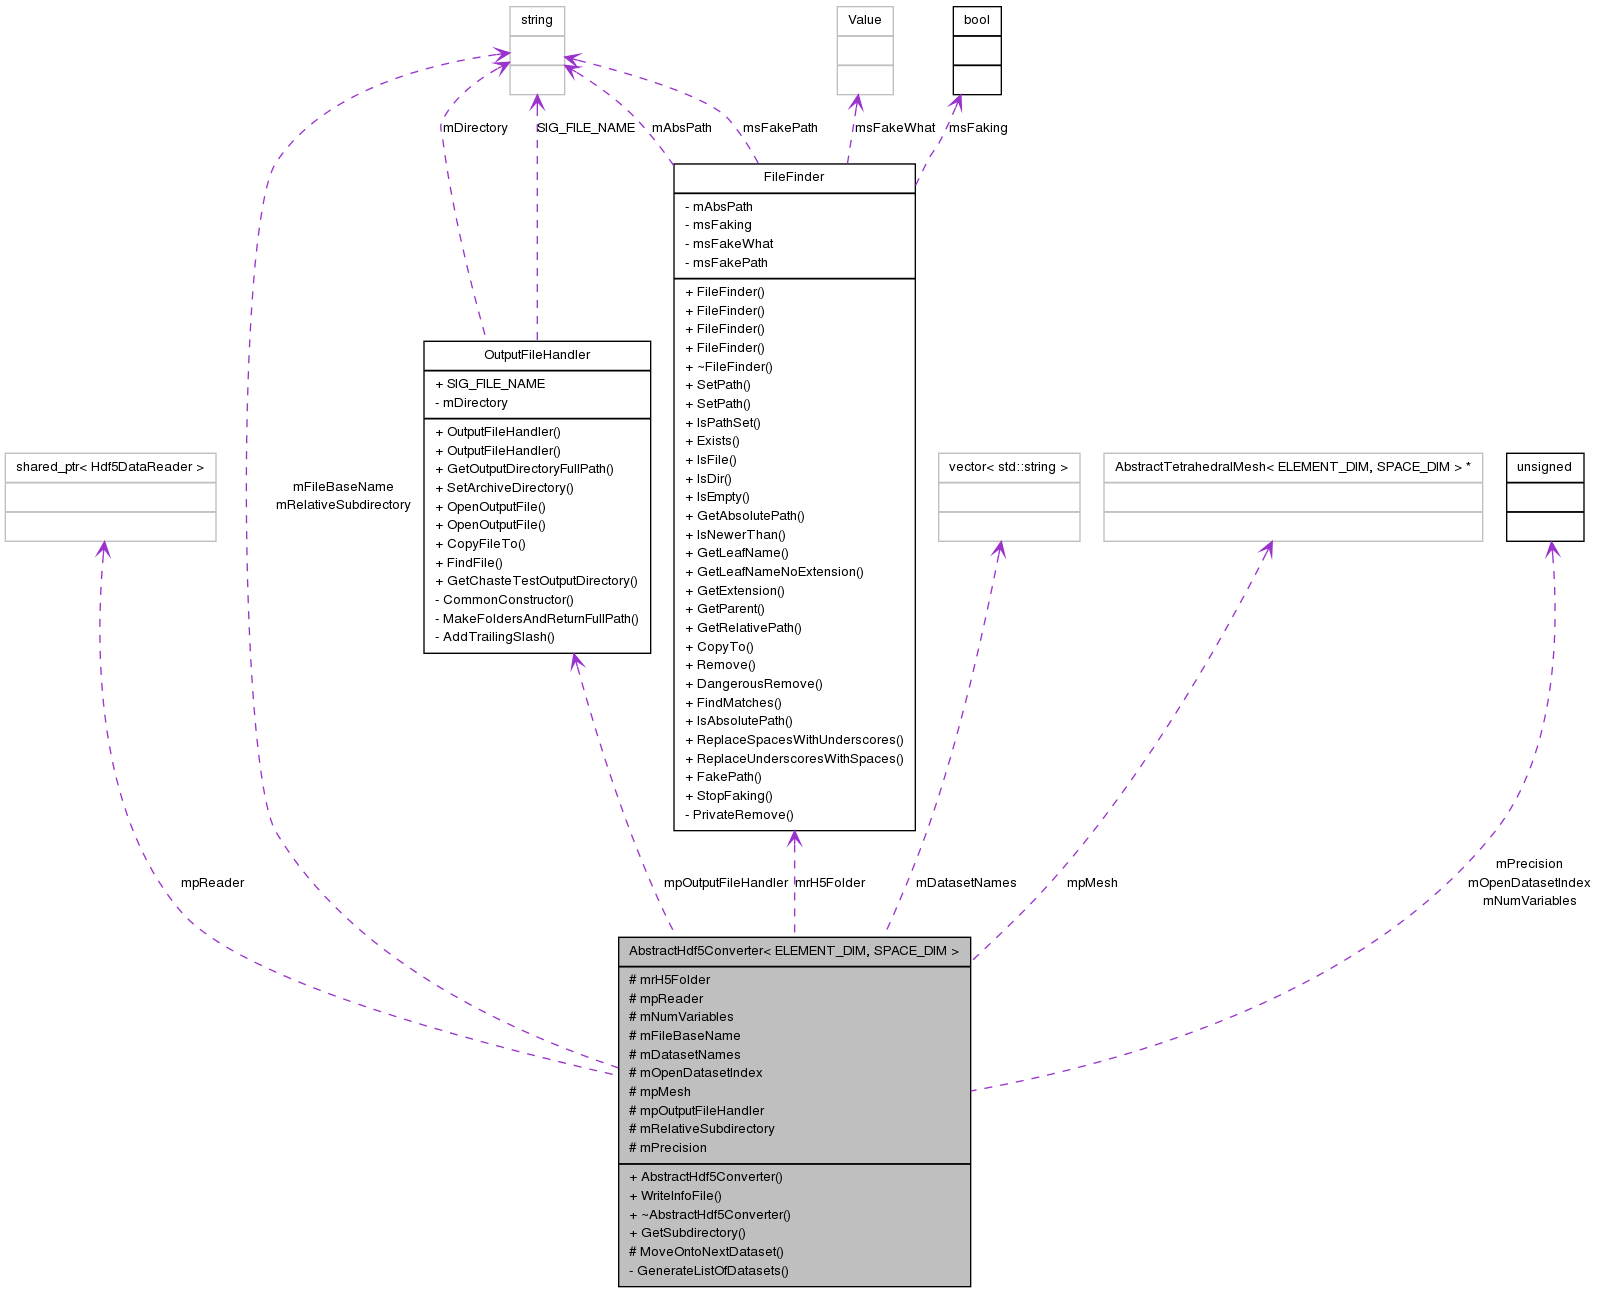 string
Value
bool
mDirectory
SIG_FILE_NAME
mAbsPath
msFakePath
msFakeWhat
msFaking
FileFinder
- mAbsPath
- msFaking
- msFakeWhat
- msFakePath
+ FileFinder()
+ FileFinder()
+ FileFinder()
+ FileFinder()
+ ~FileFinder()
+ SetPath()
+ SetPath()
+ IsPathSet()
+ Exists()
+ IsFile()
+ IsDir()
+ IsEmpty()
+ GetAbsolutePath()
+ IsNewerThan()
+ GetLeafName()
+ GetLeafNameNoExtension()
+ GetExtension()
+ GetParent()
+ GetRelativePath()
+ CopyTo()
+ Remove()
+ DangerousRemove()
+ FindMatches()
+ IsAbsolutePath()
+ ReplaceSpacesWithUnderscores()
+ ReplaceUnderscoresWithSpaces()
+ FakePath()
+ StopFaking()
- PrivateRemove()
OutputFileHandler
+ SIG_FILE_NAME
- mDirectory
+ OutputFileHandler()
+ OutputFileHandler()
+ GetOutputDirectoryFullPath()
+ SetArchiveDirectory()
+ OpenOutputFile()
+ OpenOutputFile()
+ CopyFileTo()
+ FindFile()
+ GetChasteTestOutputDirectory()
- CommonConstructor()
- MakeFoldersAndReturnFullPath()
- AddTrailingSlash()
shared_ptr< Hdf5DataReader >
mFileBaseName
mRelativeSubdirectory
vector< std::string >
AbstractTetrahedralMesh< ELEMENT_DIM, SPACE_DIM > *
unsigned
mpReader
mpOutputFileHandler
mrH5Folder
mDatasetNames
mpMesh
mPrecision
mOpenDatasetIndex
mNumVariables
AbstractHdf5Converter< ELEMENT_DIM, SPACE_DIM >
# mrH5Folder
# mpReader
# mNumVariables
# mFileBaseName
# mDatasetNames
# mOpenDatasetIndex
# mpMesh
# mpOutputFileHandler
# mRelativeSubdirectory
# mPrecision
+ AbstractHdf5Converter()
+ WriteInfoFile()
+ ~AbstractHdf5Converter()
+ GetSubdirectory()
# MoveOntoNextDataset()
- GenerateListOfDatasets()